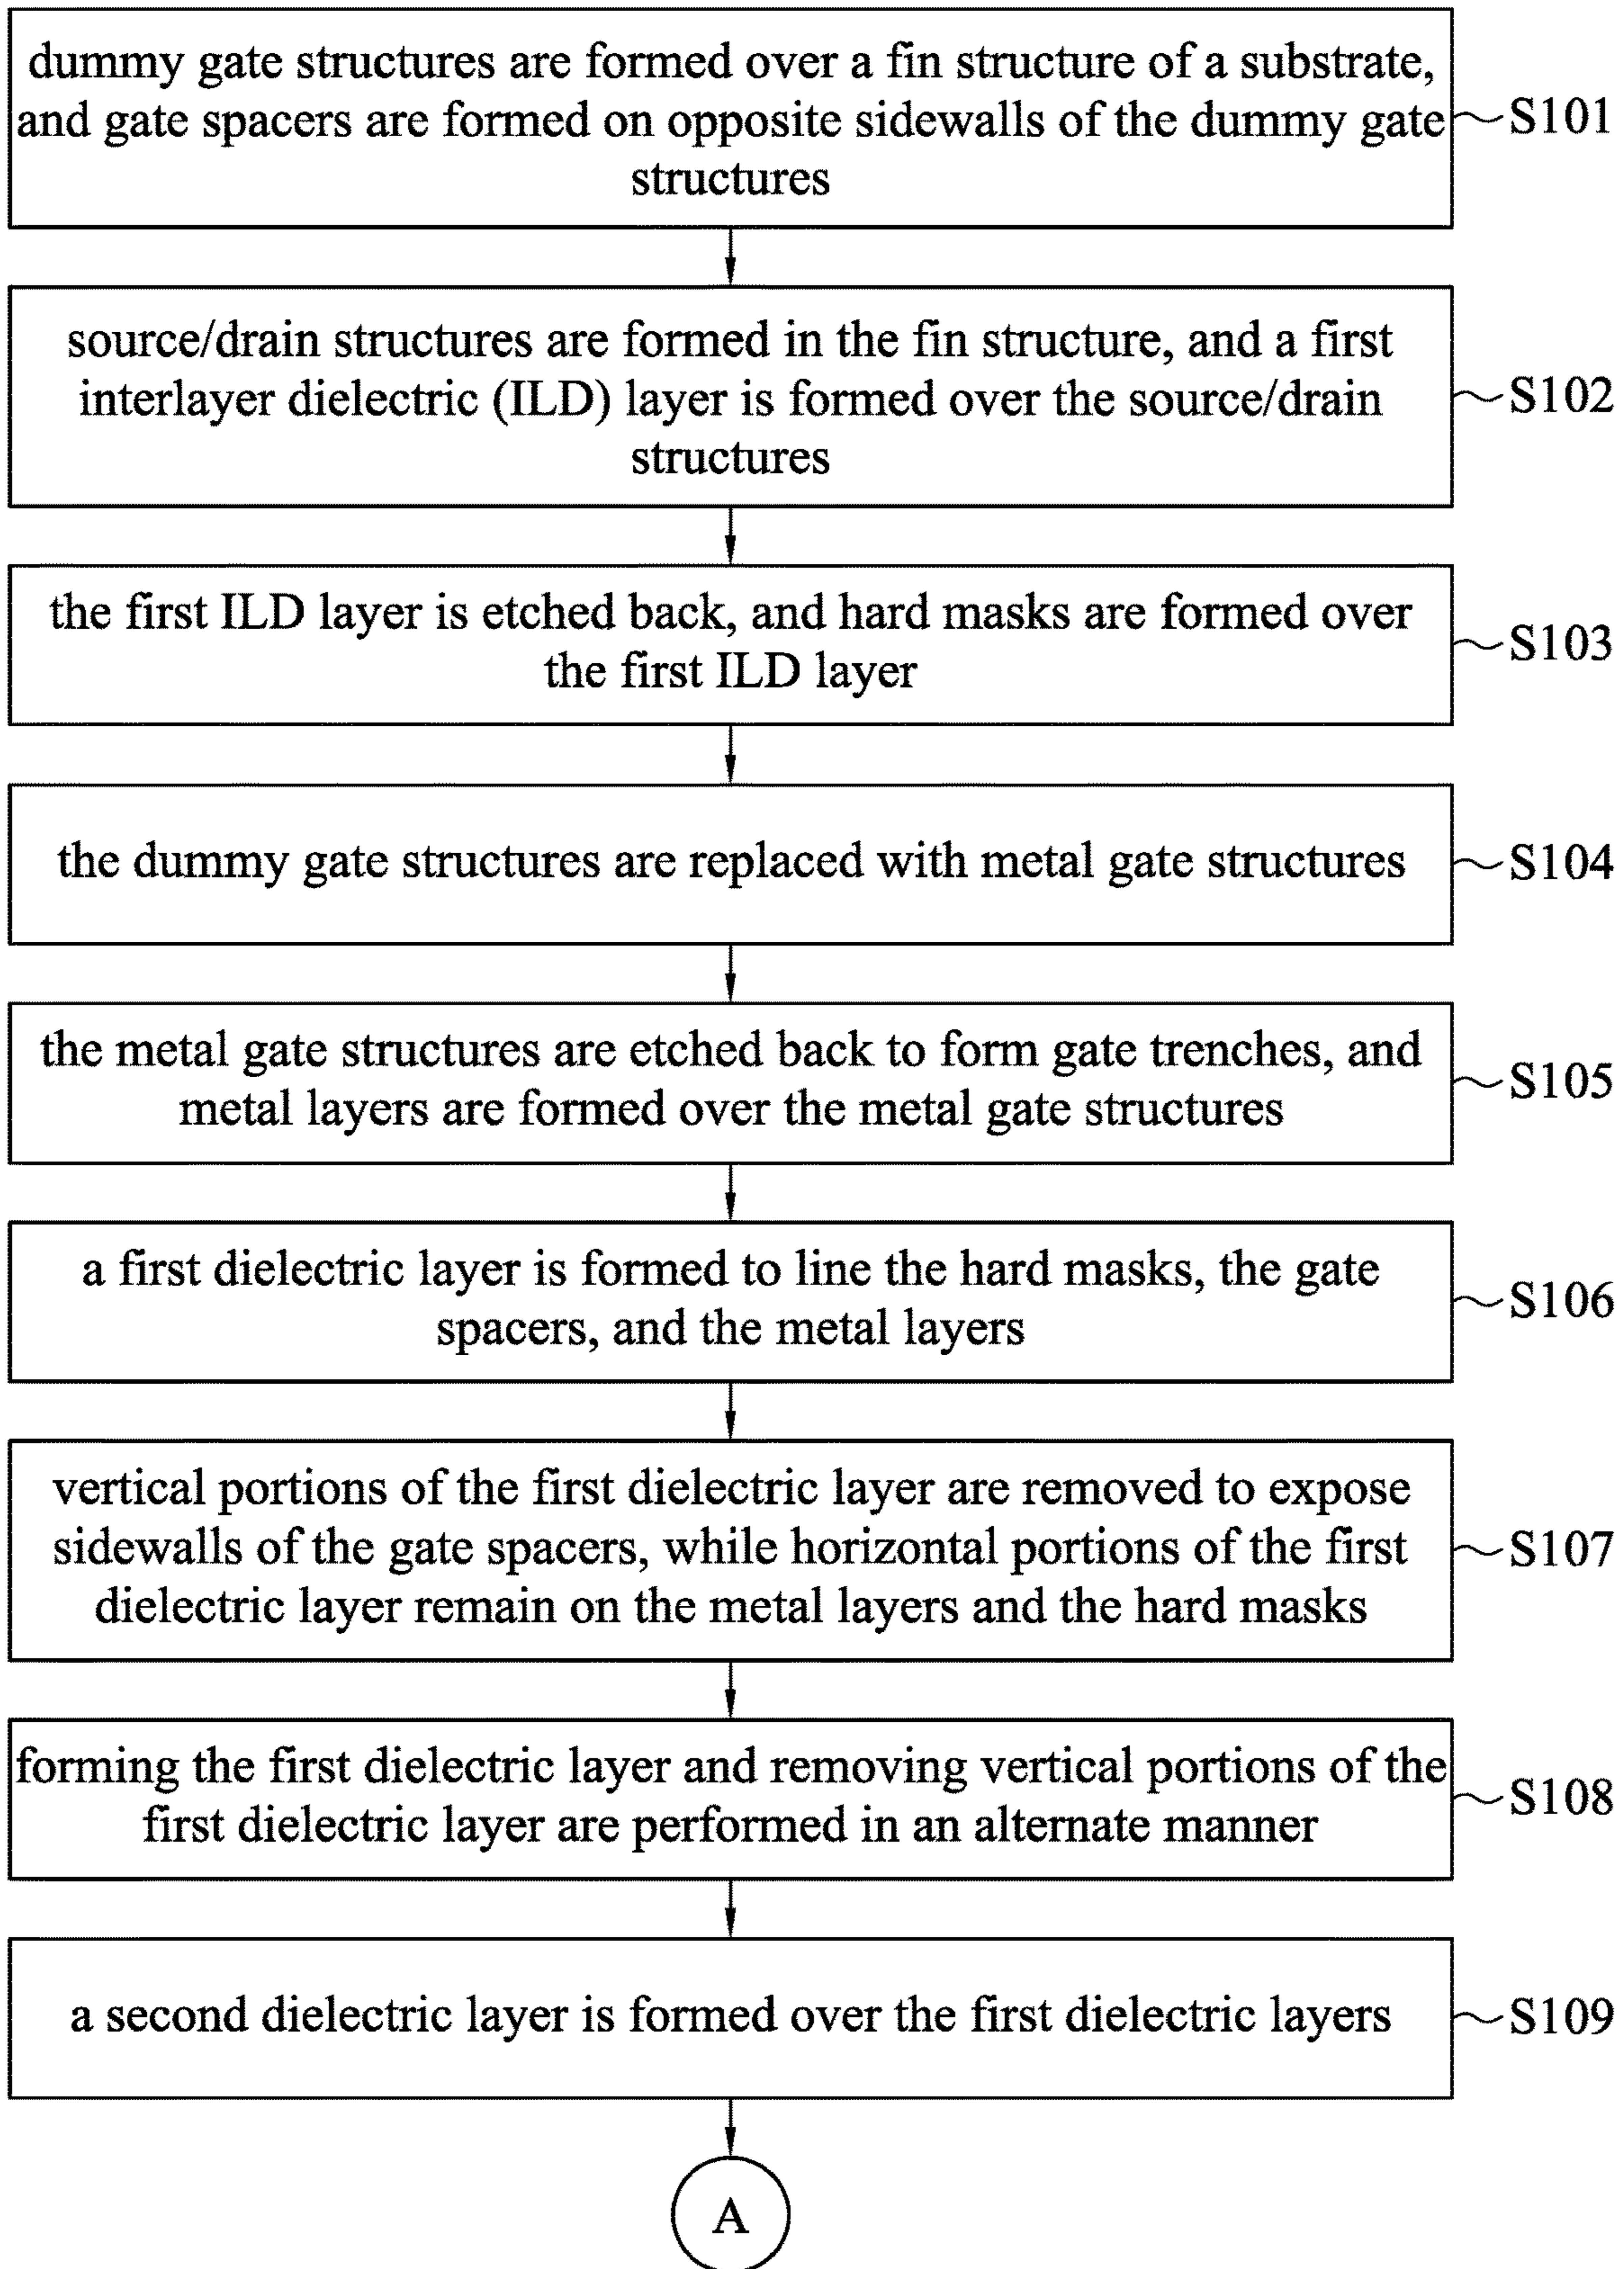 dummy gate structures are formed over a fin structure of a substrate,
and gate spacers are formed on opposite sidewalls of the dummy gate
structures
S101
source/drain structures are formed in the fin structure, and a first
interlayer dielectric (ILD) layer is formed over the source/drain
structures
S102
the first ILD layer is etched back, and hard masks are formed over
the first ILD layer
S103
the dummy gate structures are replaced with metal gate structures
S104
the metal gate structures are etched back to form gate trenches, and
metal layers are formed over the metal gate structures
S105
a first dielectric layer is formed to line the hard masks, the gate
spacers, and the metal layers
S106
vertical portions of the first dielectric layer are removed to expose
sidewalls of the gate spacers, while horizontal portions of the first
dielectric layer remain on the metal layers and the hard masks
S107
forming the first dielectric layer and removing vertical portions of the
first dielectric layer are performed in an alternate manner
S108
a second dielectric layer is formed over the first dielectric layers
S109
A